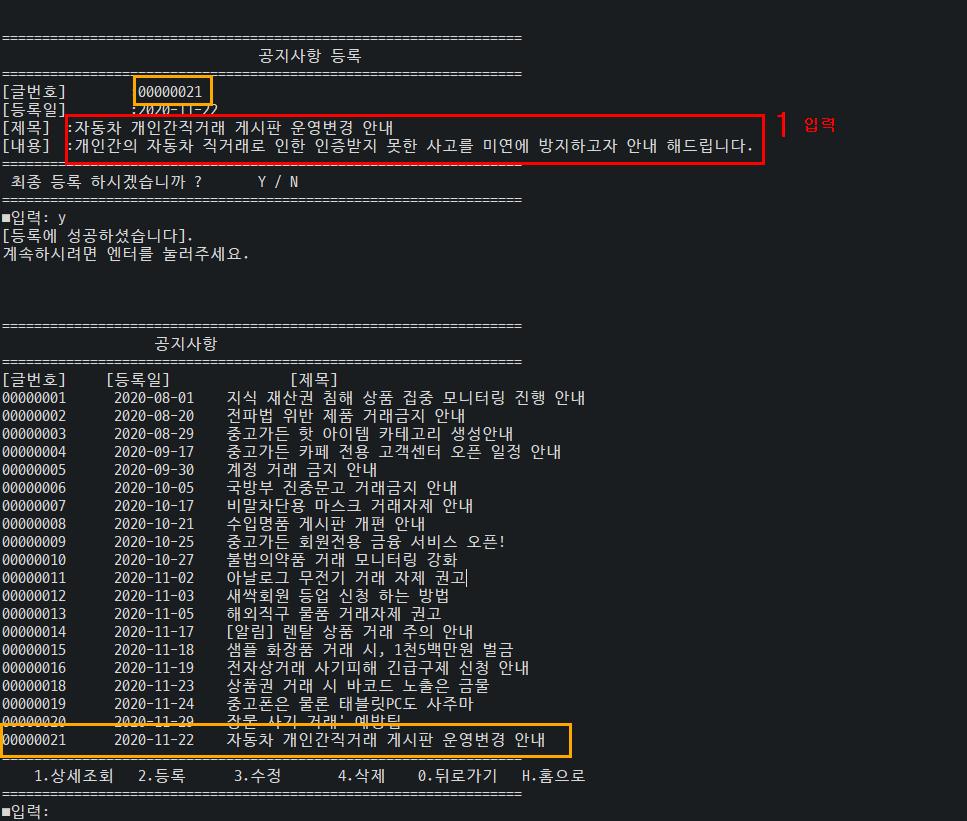 ==================================================================
공지사항 등록
==================================================================
[글번호] :00000021
[등록일] :2020-11-22
[제목] :자동차 개인간직거래 게시판 운영변경 안내
[내용] :개인간의 자동차 직거래로 인한 인증받지 못한 사고를 미연에 방지하고자 안내 해드립니다.
1 입력
==================================================================
최종 등록 하시겠습니까 ? Y / N
==================================================================
■입력: y
[등록에 성공하셨습니다].
계속하시려면 엔터를 눌러주세요.
==================================================================
공지사항
==================================================================
[글번호] [등록일] [제목]
00000001 2020-08-01 지식 재산권 침해 상품 집중 모니터링 진행 안내
00000002 2020-08-20 전파법 위반 제품 거래금지 안내
00000003 2020-08-29 중고가든 핫 아이템 카테고리 생성안내
00000004 2020-09-17 중고가든 카페 전용 고객센터 오픈 일정 안내
00000005 2020-09-30 계정 거래 금지 안내
00000006 2020-10-05 국방부 진중문고 거래금지 안내
00000007 2020-10-17 비말차단용 마스크 거래자제 안내
00000008 2020-10-21 수입명품 게시판 개편 안내
00000009 2020-10-25 중고가든 회원전용 금융 서비스 오픈!
00000010 2020-10-27 불법의약품 거래 모니터링 강화
00000011 2020-11-02 아날로그 무전기 거래 자제 권고
00000012 2020-11-03 새싹회원 등업 신청 하는 방법
00000013 2020-11-05 해외직구 물품 거래자제 권고
00000014 2020-11-17 [알림] 렌탈 상품 거래 주의 안내
00000015 2020-11-18 샘플 화장품 거래 시, 1천5백만원 벌금
00000016 2020-11-19 전자상거래 사기피해 긴급구제 신청 안내
00000018 2020-11-23 상품권 거래 시 바코드 노출은 금물
00000019 2020-11-24 중고폰은 물론 태블릿PC도 사주마
00000020 2020-11-29 장물 사기 거래' 예방팁
00000021 2020-11-22 자동차 개인간직거래 게시판 운영변경 안내
==================================================================
1.상세조회 2.등록 3.수정 4.삭제 0.뒤로가기 H.홈으로
==================================================================
■입력: